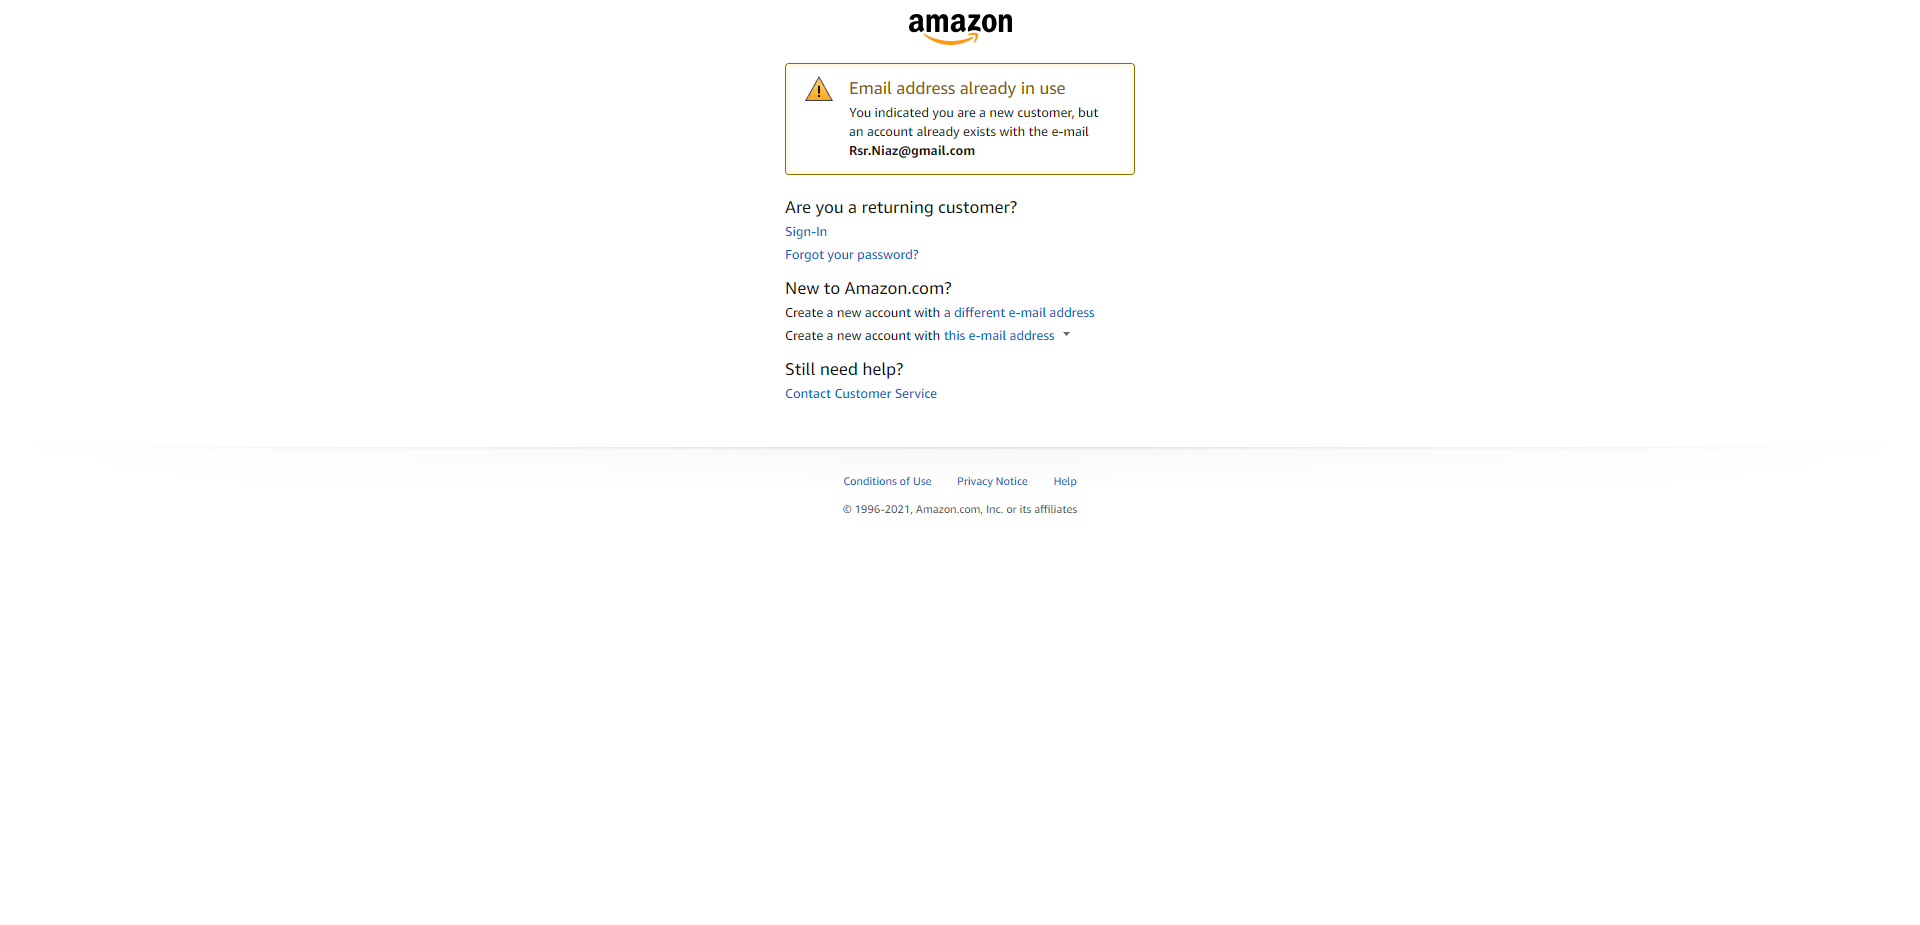 amazon
Email address already in use
You indicated you are a new customer, but
an account already exists with the e-mail
Rsr.Niaz@gmail.com
Are you a returning customer?
Sign-In
Forgot your password?
New to Amazon.com?
Create a new account with a different e-mail address
Create a new account with this e-mail address
Still need help?
Contact Customer Service
Conditions of Use Privacy Notice Help
© 1996-2021, Amazon.com, Inc. or its affiliates